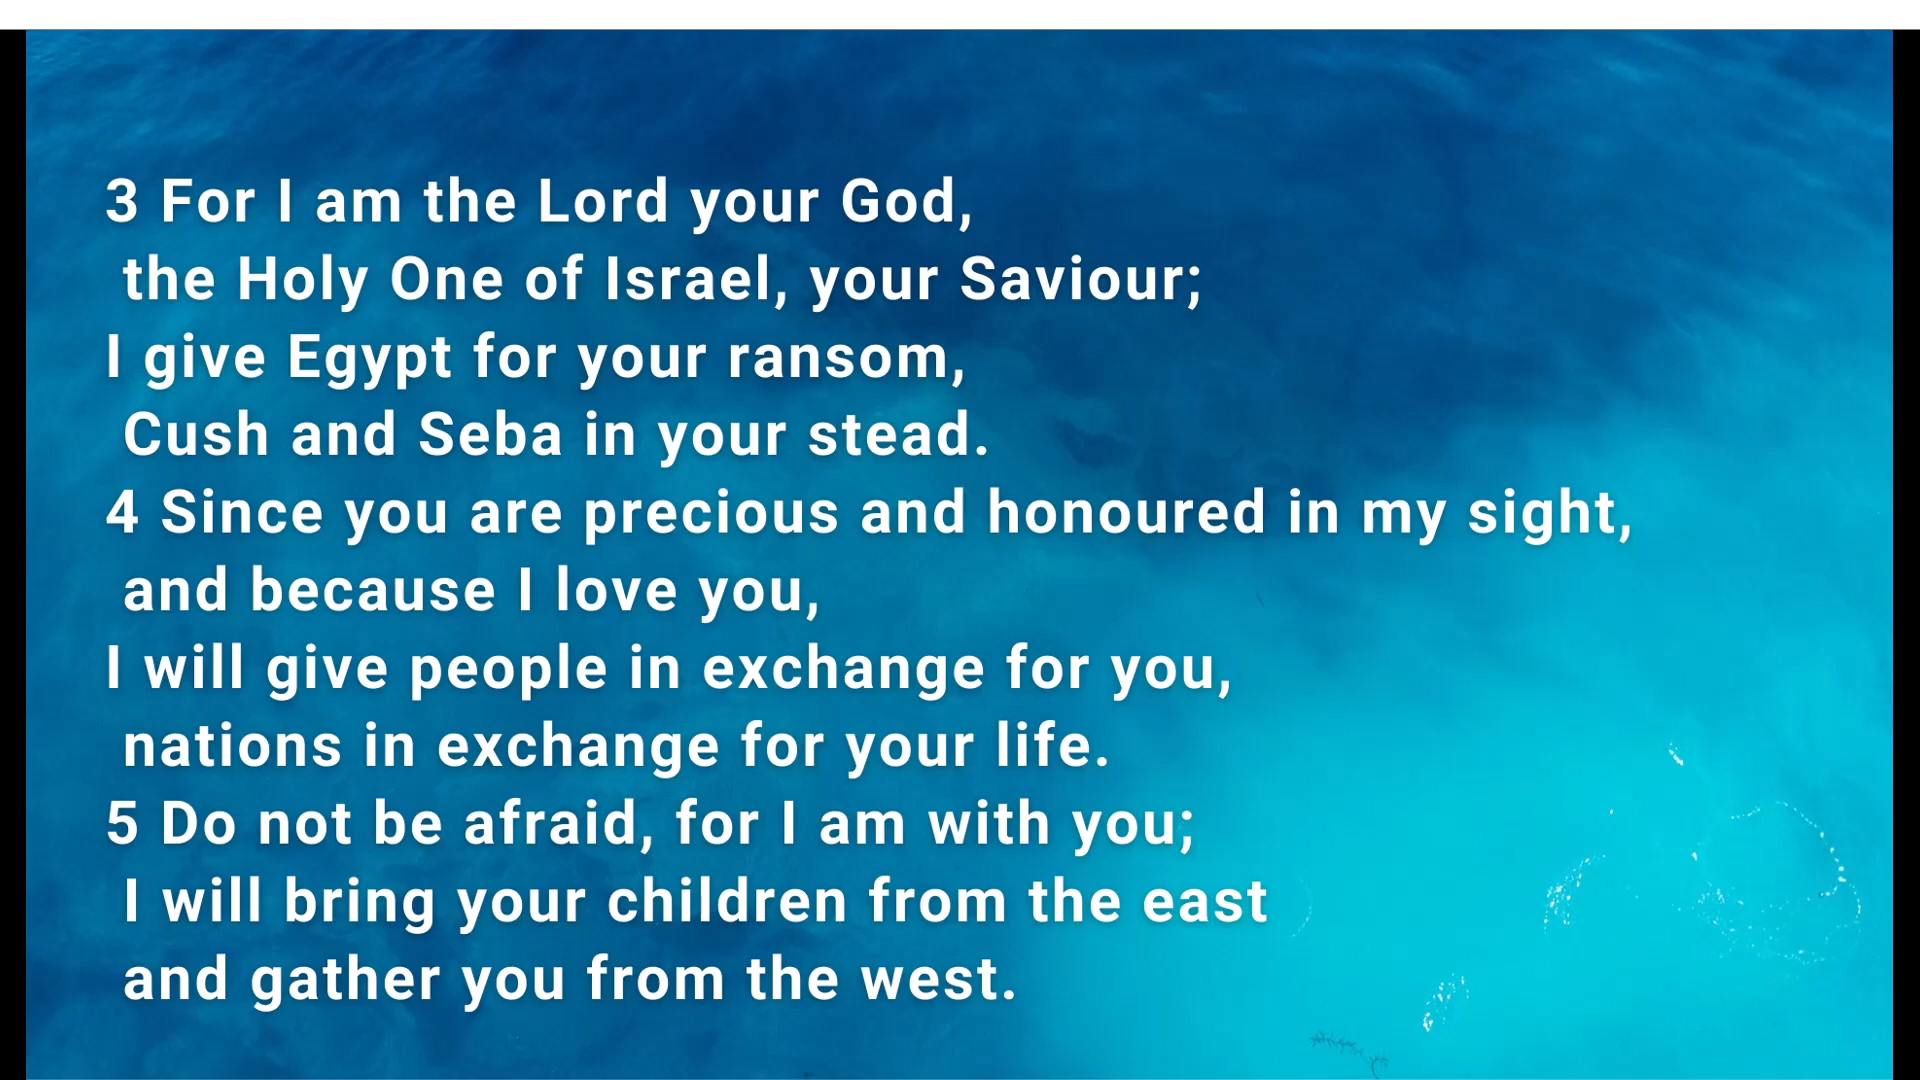 3 For I am the Lord your God,
the Holy One of Israel, your Saviour;
I give Egypt for your ransom,
Cush and Seba in your stead.
4 Since you are precious and honoured in my sight,
and because I love you,
I will give people in exchange for you,
nations in exchange for your life.
5 Do not be afraid, for I am with you;
I will bring your children from the east
and gather you from the west.